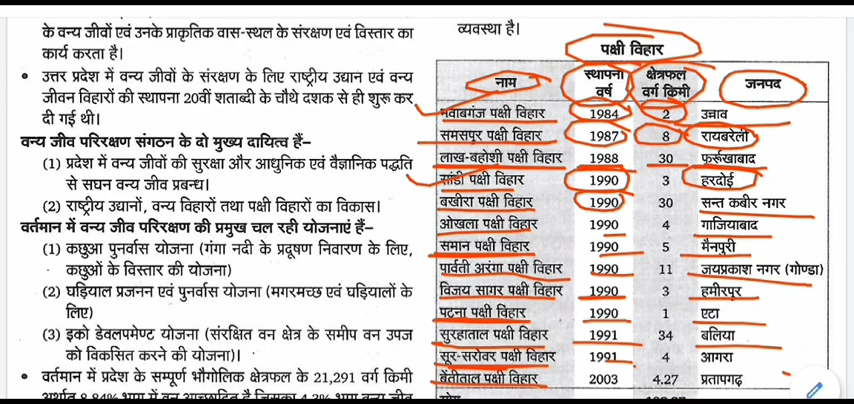 के वन्य जीवों एवं उनके प्राकृतिक वास-स्थल के संरक्षण एवं विस्तार का
कार्य करता है।
• उत्तर प्रदेश में वन्य जीवों के संरक्षण के लिए राष्ट्रीय उद्यान एवं वन्य
जीवन विहारों की स्थापना 20वीं शताब्दी के चौथे दशक से ही शुरू कर
दी गई थी।
वन्य जीव परिरक्षण संगठन के दो मुख्य दायित्व हैं–
(1) प्रदेश में वन्य जीवों की सुरक्षा और आधुनिक एवं वैज्ञानिक पद्धति
से सघन वन्य जीव प्रबन्ध।
(2) राष्ट्रीय उद्यानों, वन्य विहारों तथा पक्षी विहारों का विकास।
वर्तमान में वन्य जीव परिरक्षण की प्रमुख चल रही योजनाएं हैं–
(1) कछुआ पुनर्वास योजना (गंगा नदी के प्रदूषण निवारण के लिए,
कछुओं के विस्तार की योजना)
(2) घड़ियाल प्रजनन एवं पुनर्वास योजना (मगरमच्छ एवं घड़ियालों के
लिए)
(3) इको डेवलपमेण्ट योजना (संरक्षित वन क्षेत्र के समीप वन उपज
को विकसित करने की योजना)।
• वर्तमान में प्रदेश के सम्पूर्ण भौगोलिक क्षेत्रफल के 21,291 वर्ग किमी
अर्थात 8.84% भाग में वन आच्छादित है जिसका 4.2% भाग वन्य जीव
व्यवस्था है।
पक्षी विहार
नाम स्थापना वर्ष क्षेत्रफल वर्ग किमी जनपद
नवाबगंज पक्षी विहार 1984 2 उन्नाव
समसपुर पक्षी विहार 1987 8 रायबरेली
लाख-बहोशी पक्षी विहार 1988 30 फर्रूखाबाद
सांडी पक्षी विहार 1990 3 हरदोई
बखीरा पक्षी विहार 1990 30 सन्त कबीर नगर
ओखला पक्षी विहार 1990 4 गाजियाबाद
समान पक्षी विहार 1990 5 मैनपुरी
पार्वती अरंगा पक्षी विहार 1990 11 जयप्रकाश नगर (गोण्डा)
विजय सागर पक्षी विहार 1990 3 हमीरपुर
पटना पक्षी विहार 1990 1 एटा
सुरहाताल पक्षी विहार 1991 34 बलिया
सूर-सरोवर पक्षी विहार 1991 4 आगरा
बेंतीताल पक्षी विहार 2003 4.27 प्रतापगढ़